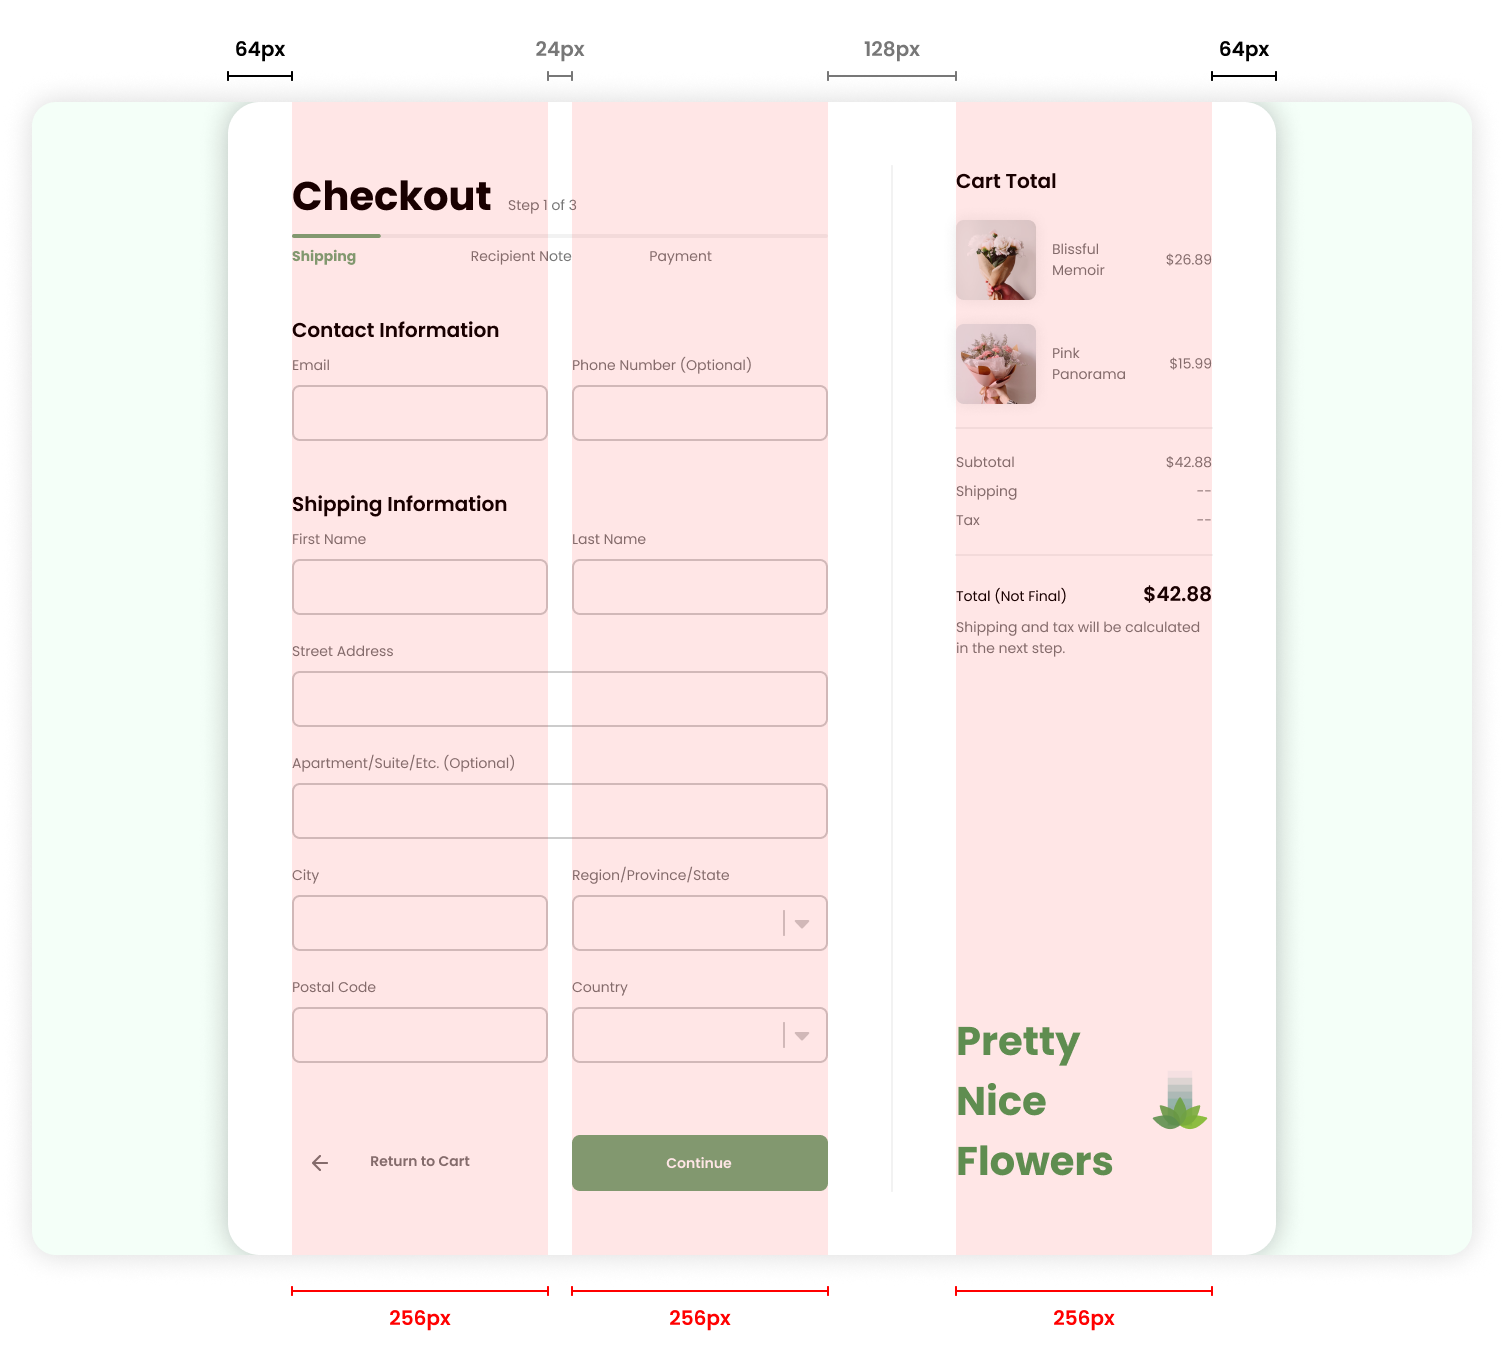 64px
24px
128px
64px
Checkout
Step 1 of 3
Shipping
Recipient Note
Payment
Contact Information
Email
Phone Number (Optional)
Shipping Information
First Name
Last Name
Street Address
Apartment/Suite/Etc. (Optional)
City
Region/Province/State
Postal Code
Country
Return to Cart
Continue
Cart Total
Blissful
Memoir
$26.89
Pink
Panorama
$15.99
Subtotal
$42.88
Shipping
--
Tax
--
Total (Not Final)
$42.88
Shipping and tax will be calculated
in the next step.
Pretty
Nice
Flowers
256px
256px
256px